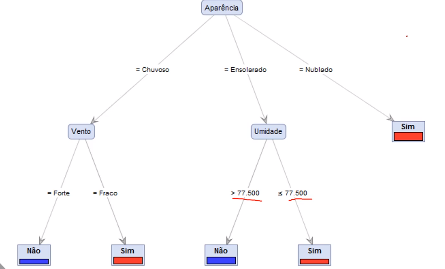 Aparência
= Chuvoso
= Ensolarado
= Nublado
Vento
Umidade
Sim
= Forte
= Fraco
> 77.500
≤ 77.500
Não
Sim
Não
Sim